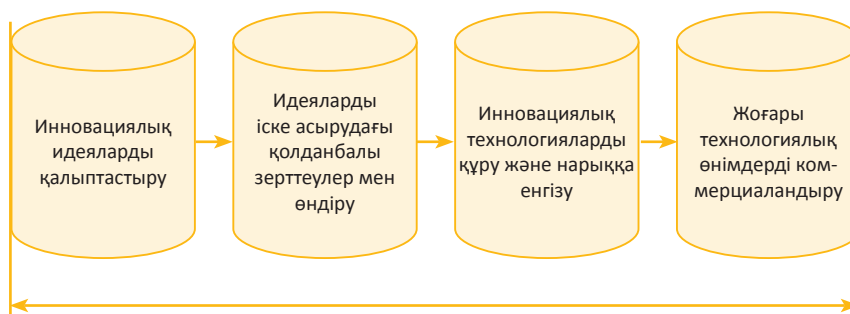 Инновациялық
идеяларды
қалыптастыру
Идеяларды
іске асырудағы
қолданбалы
зерттеулер мен
өндіру
Инновациялық
технологияларды
құру және нарыққа
енгізу
Жоғары
технологиялық
өнімдерді ком-
мерциаландыру